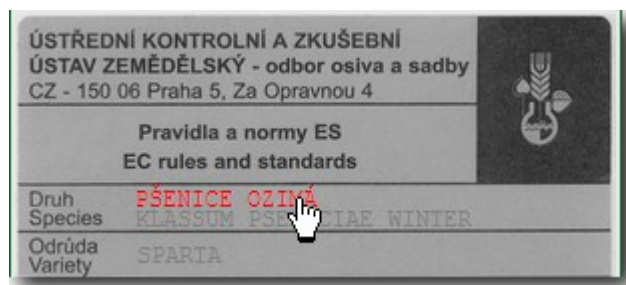 ÚSTŘEDNÍ KONTROLNÍ A ZKUŠEBNÍ
ÚSTAV ZEMĚDĚLSKÝ - odbor osiva a sadby
CZ - 150 06 Praha 5, Za Opravnou 4
Pravidla a normy ES
EC rules and standards
Druh PŠENICE OZIMÁ
Species KLASSUM WINTER
Odrůda
Variety SPARTA